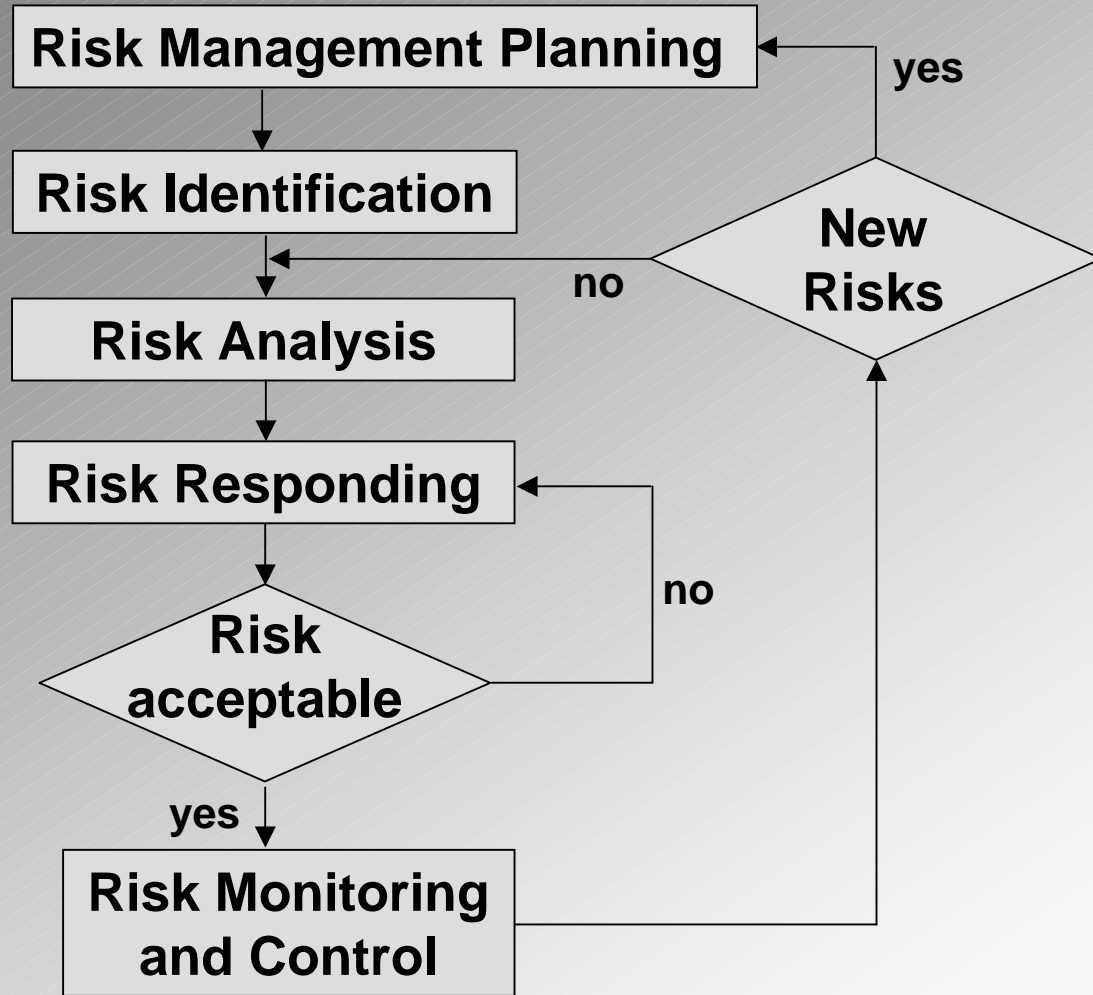 Risk Management Planning
yes
Risk Identification
New
Risks
no
Risk Analysis
Risk Responding
no
Risk
acceptable
yes
Risk Monitoring
and Control